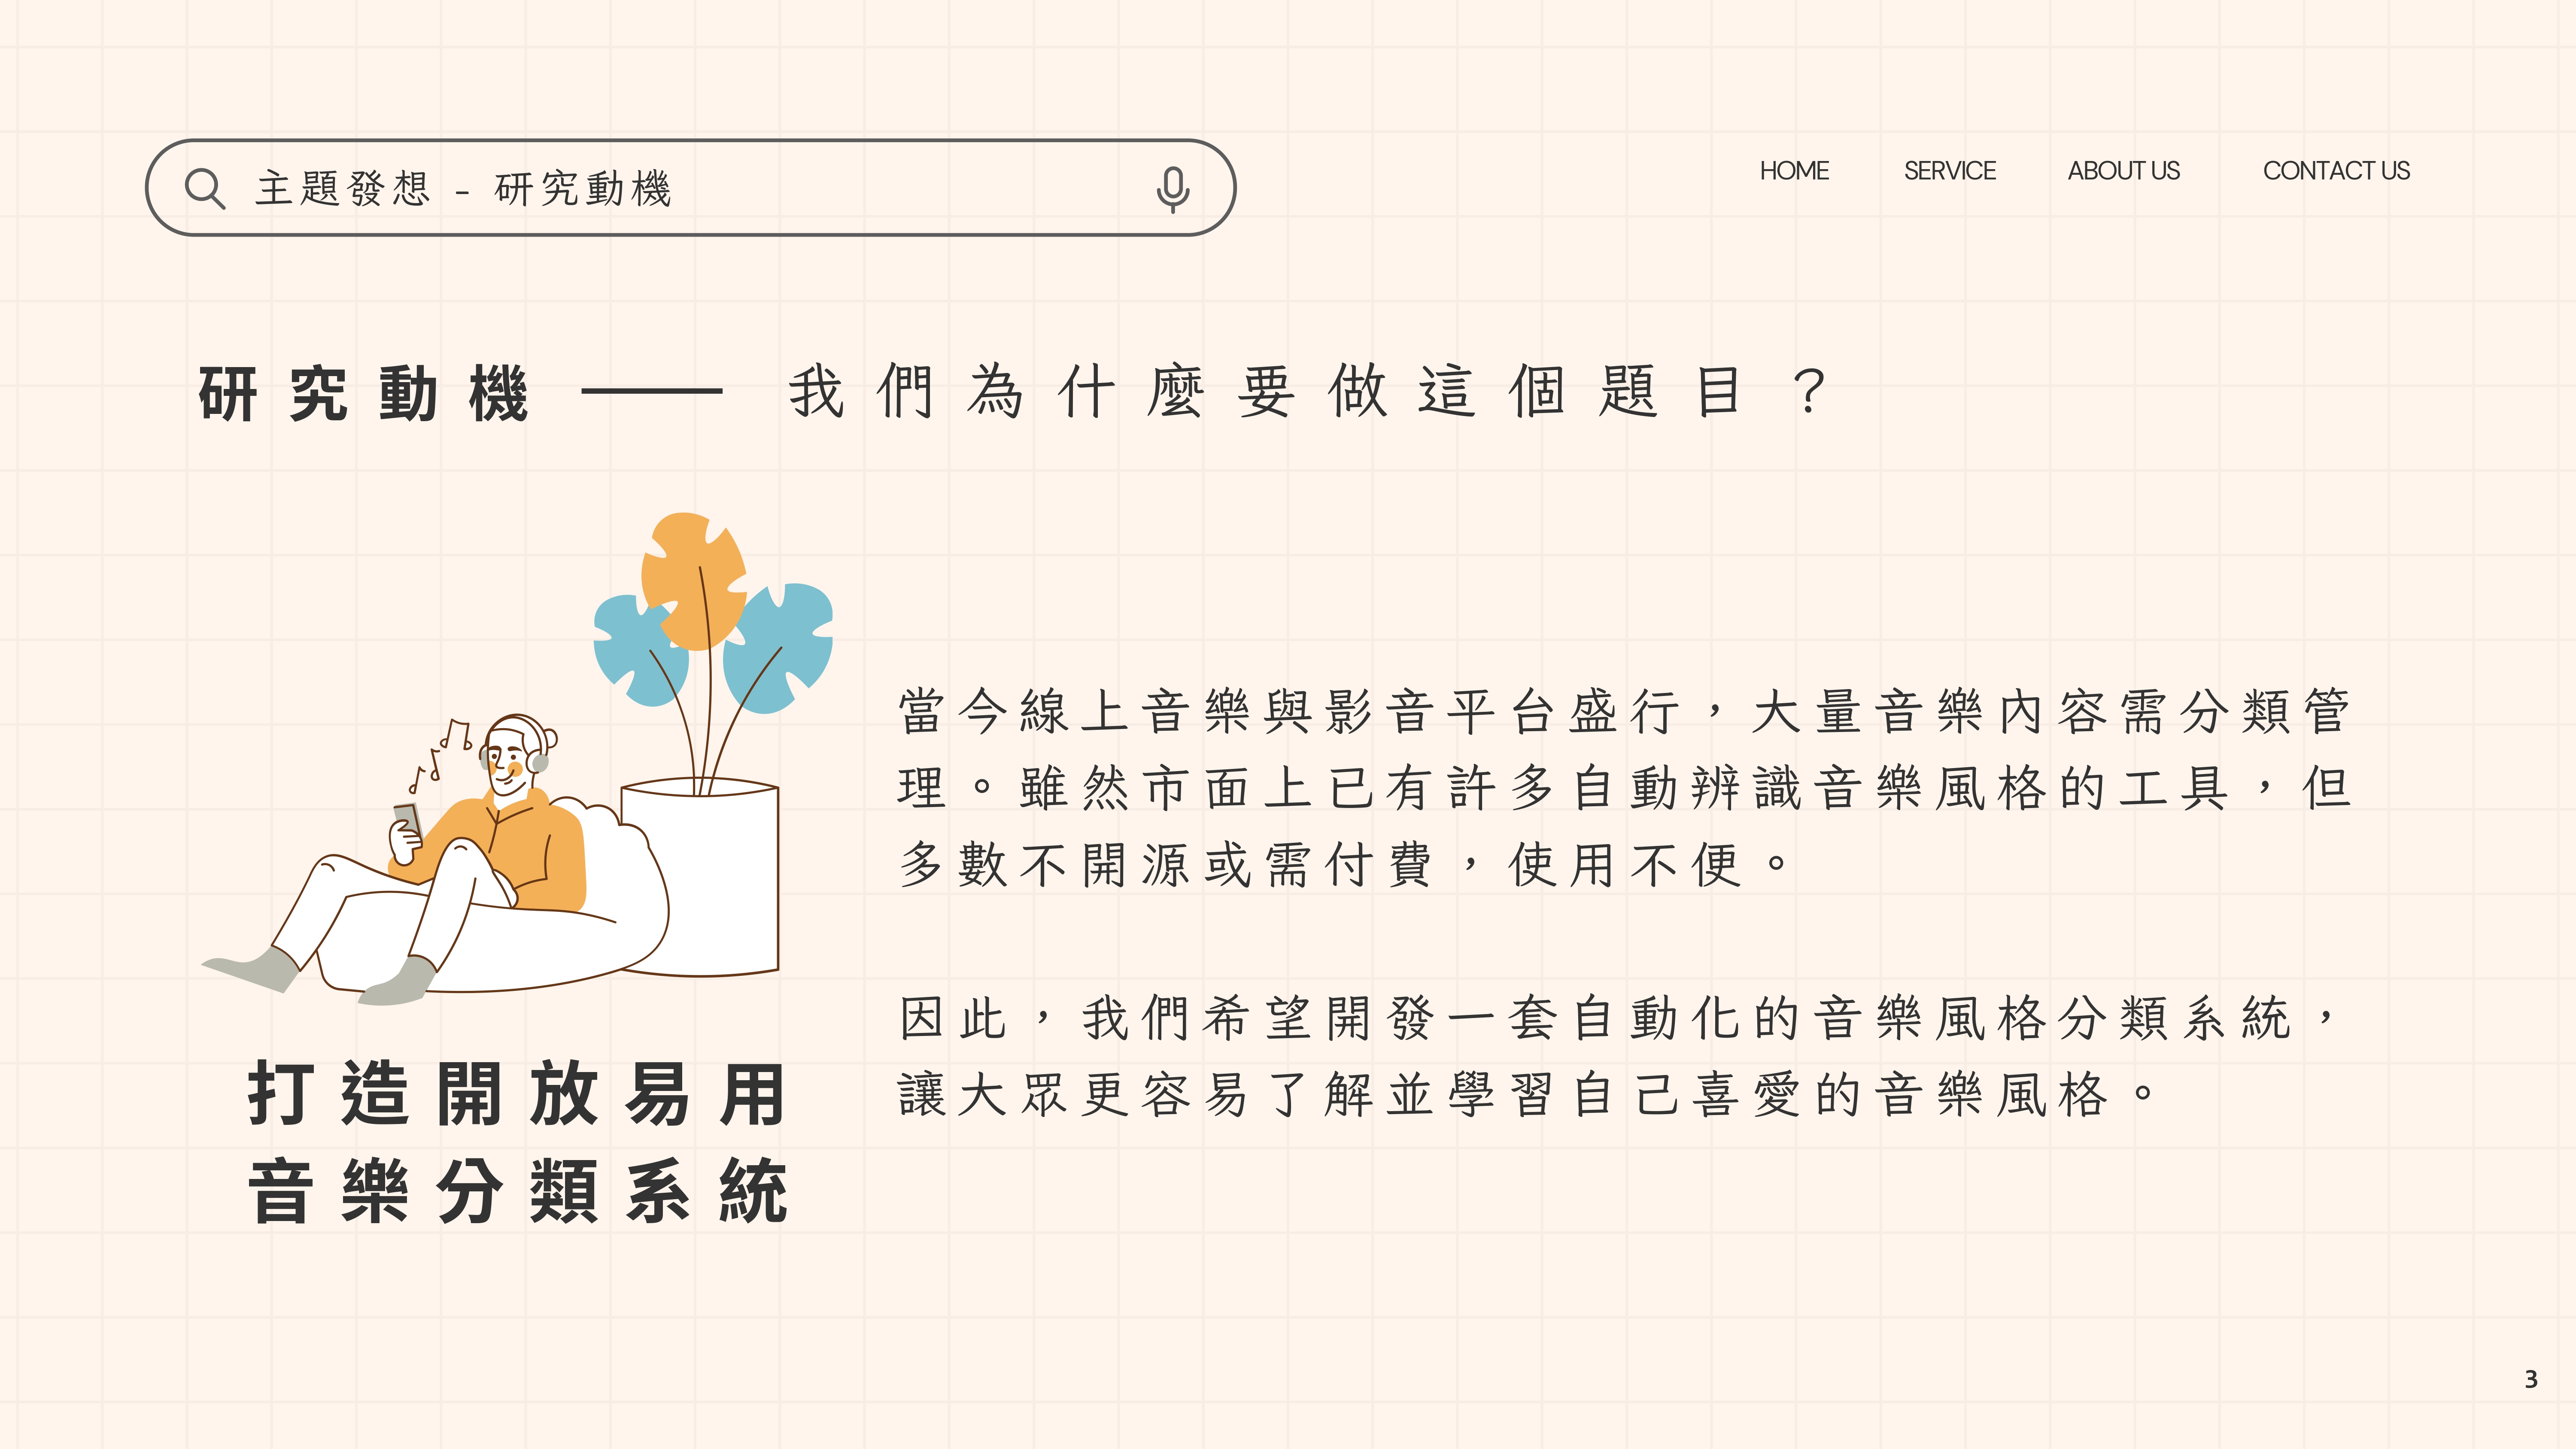 主題發想 - 研究動機
HOME SERVICE ABOUT US CONTACT US
研究動機 —— 我們為什麼要做這個題目？
當今線上音樂與影音平台盛行，大量音樂內容需分類管
理。雖然市面上已有許多自動辨識音樂風格的工具，但
多數不開源或需付費，使用不便。
因此，我們希望開發一套自動化的音樂風格分類系統，
讓大眾更容易了解並學習自己喜愛的音樂風格。
打造開放易用
音樂分類系統
3